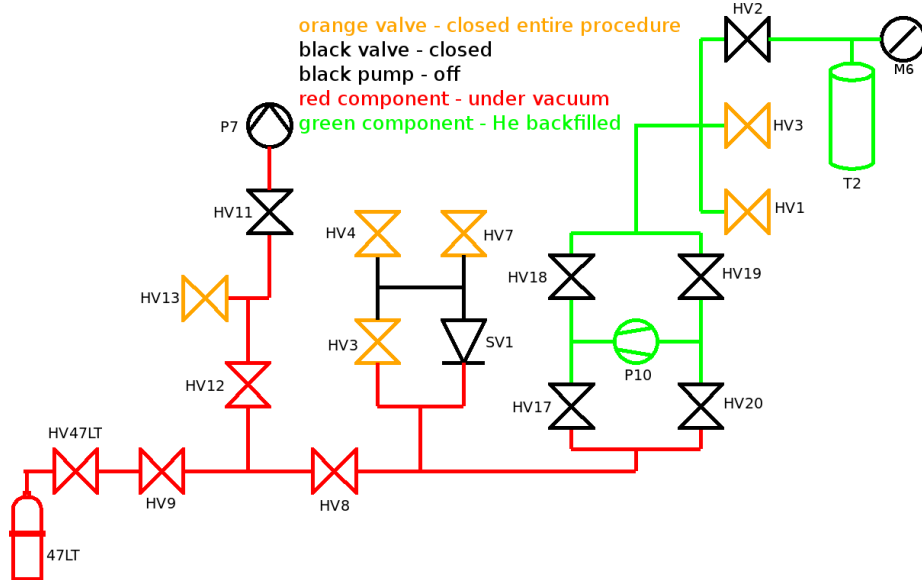 orange valve - closed entire procedure
black valve - closed
black pump - off
red component - under vacuum
green component - He backfilled
HV2
M6
P7
HV3
T2
HV11
HV4
HV7
HV1
HV18
HV19
HV13
HV3
SV1
P10
HV12
HV17
HV20
HV47LT
HV9
HV8
47LT